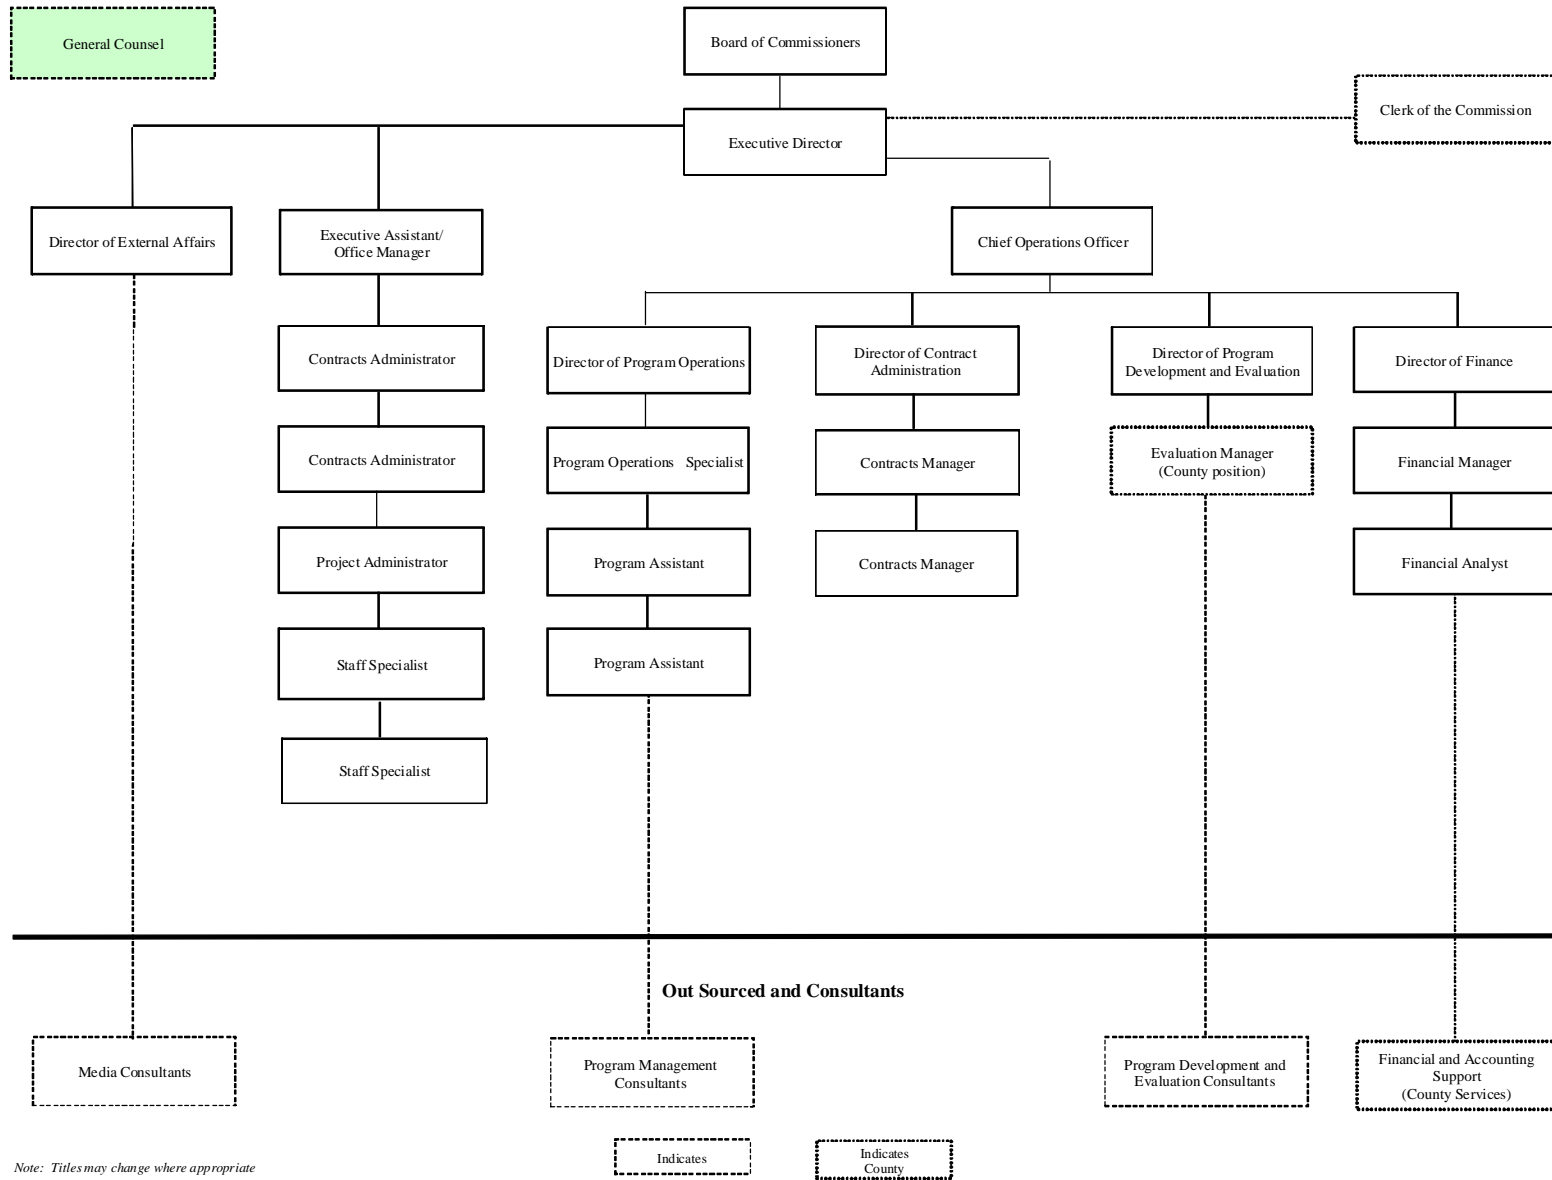 General Counsel
Board of Commissioners
Clerk of the Commission
Executive Director
Director of External Affairs
Executive Assistant/
Office Manager
Chief Operations Officer
Contracts Administrator
Director of Program Operations
Director of Contract
Administration
Director of Program
Development and Evaluation
Director of Finance
Contracts Administrator
Program Operations Specialist
Contracts Manager
Evaluation Manager
(County position)
Financial Manager
Project Administrator
Program Assistant
Contracts Manager
Financial Analyst
Staff Specialist
Program Assistant
Staff Specialist
Out Sourced and Consultants
Media Consultants
Program Management
Consultants
Program Development and
Evaluation Consultants
Financial and Accounting
Support
(County Services)
Note: Titles may change where appropriate
Indicates
Indicates
County